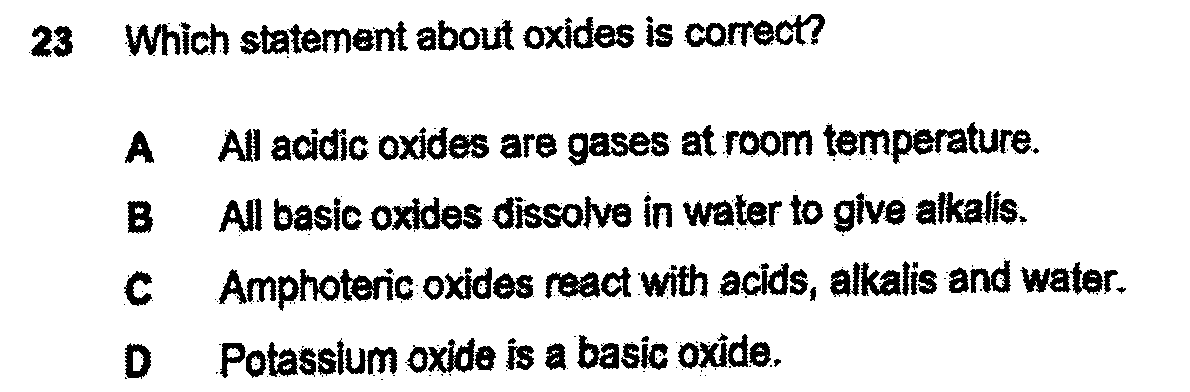 23 Which statement about oxides is correct?
A All acidic oxides are gases at room temperature.
B All basic oxides dissolve in water to give alkalis.
C Amphoteric oxides react with acids, alkalis and water.
D Potassium oxide is a basic oxide.